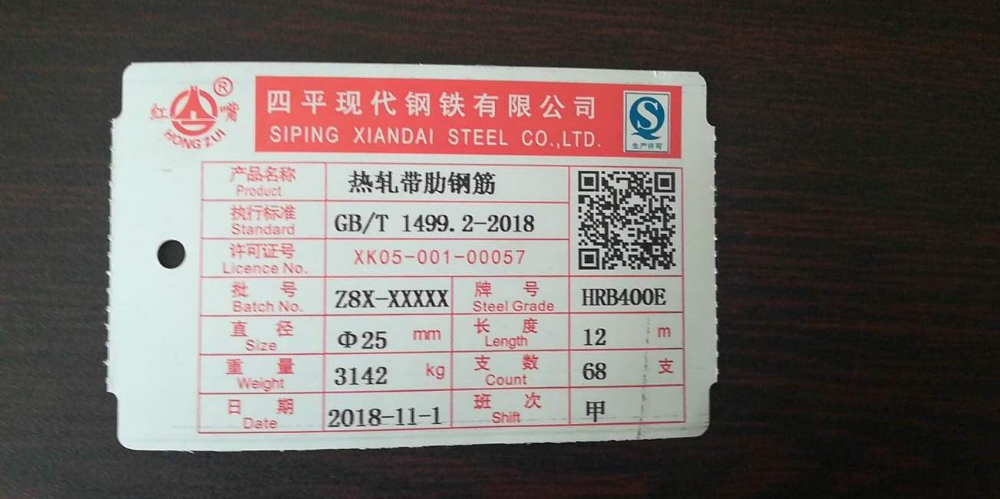 红嘴
®
HONG ZUI
四平现代钢铁有限公司
SIPING XIANDAI STEEL CO.,LTD.
S
生产许可
产品名称
Product
热轧带肋钢筋
执行标准
Standard
GB/T 1499.2-2018
许可证号
Licence No.
XK05-001-00057
批号
Batch No.
Z8X-XXXXX
牌号
Steel Grade
HRB400E
直径
Size
Φ25 mm
长度
Length
12 m
重量
Weight
3142 kg
支数
Count
68 支
日期
Date
2018-11-1
班次
Shift
甲